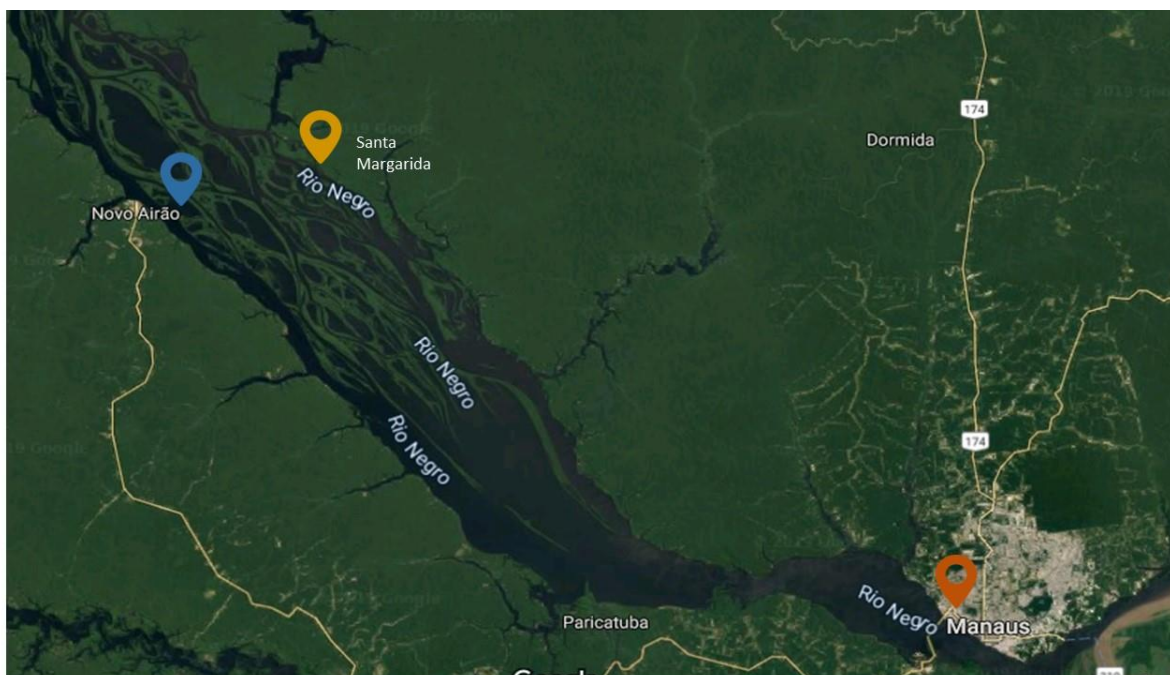 174
Dormida
Santa
Margarida
Rio Negro
Novo Airão
Rio Negro
Rio Negro
174
Rio Negro
Paricatuba
Manaus